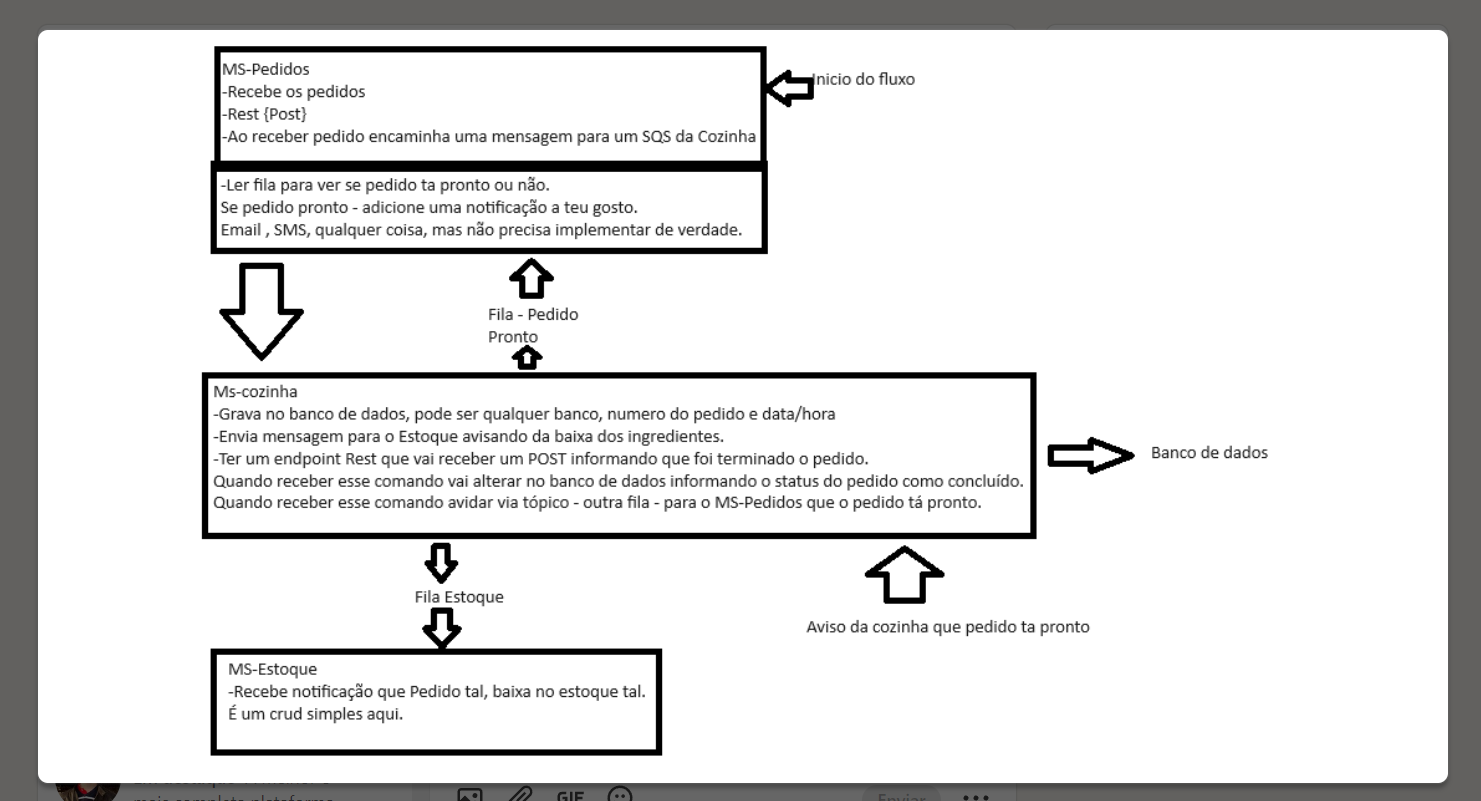 MS-Pedidos
-Recebe os pedidos
-Rest {Post}
-Ao receber pedido encaminha uma mensagem para um SQS da Cozinha
Inicio do fluxo
-Ler fila para ver se pedido ta pronto ou não.
Se pedido pronto - adicione uma notificação a teu gosto.
Email , SMS, qualquer coisa, mas não precisa implementar de verdade.
Fila - Pedido
Pronto
Ms-cozinha
-Grava no banco de dados, pode ser qualquer banco, numero do pedido e data/hora
-Envia mensagem para o Estoque avisando da baixa dos ingredientes.
-Ter um endpoint Rest que vai receber um POST informando que foi terminado o pedido.
Quando receber esse comando vai alterar no banco de dados informando o status do pedido como concluído.
Quando receber esse comando avidar via tópico - outra fila - para o MS-Pedidos que o pedido tá pronto.
Banco de dados
Fila Estoque
Aviso da cozinha que pedido ta pronto
MS-Estoque
-Recebe notificação que Pedido tal, baixa no estoque tal.
É um crud simples aqui.
GIF
Enviar